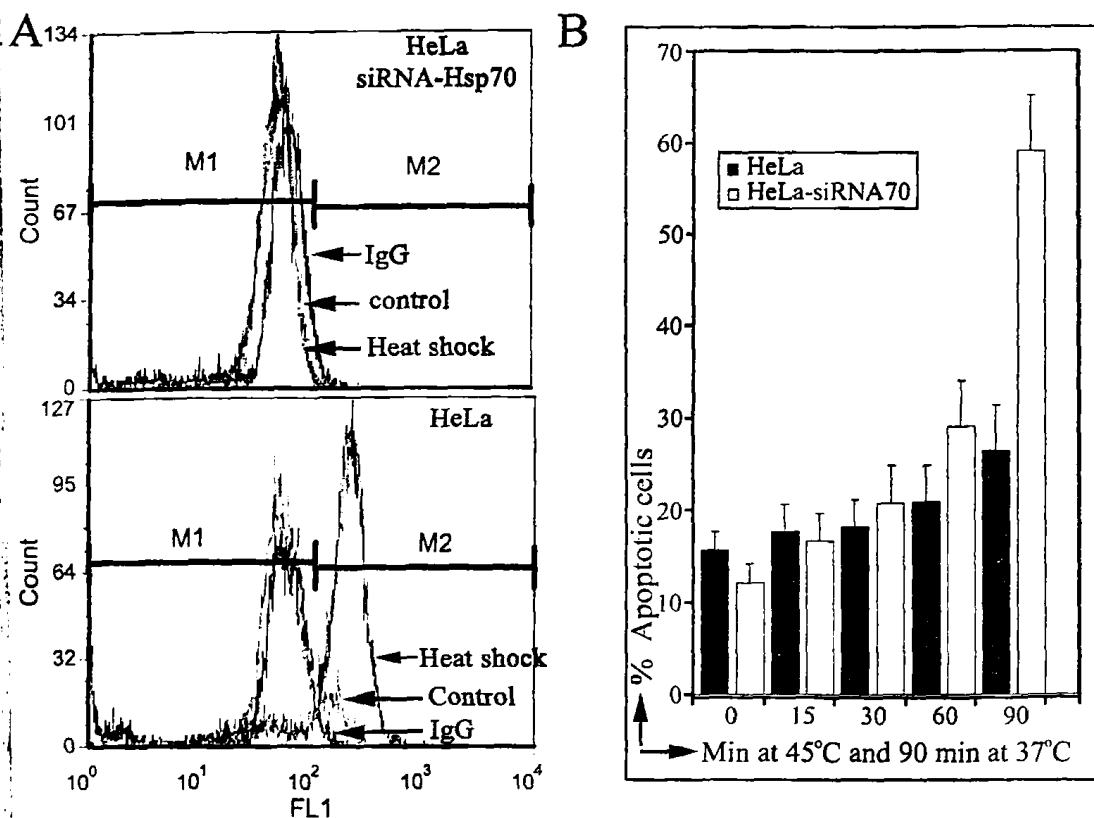 A
134
101
67
34
0
Count
HeLa
siRNA-Hsp70
M1
M2
IgG
control
Heat shock
127
95
64
32
0
Count
HeLa
M1
M2
Heat shock
Control
IgG
10⁰
10¹
10²
10³
10⁴
FL1
B
70
60
50
40
30
20
10
0
% Apoptotic cells
HeLa
HeLa-siRNA70
0
15
30
60
90
Min at 45°C and 90 min at 37°C